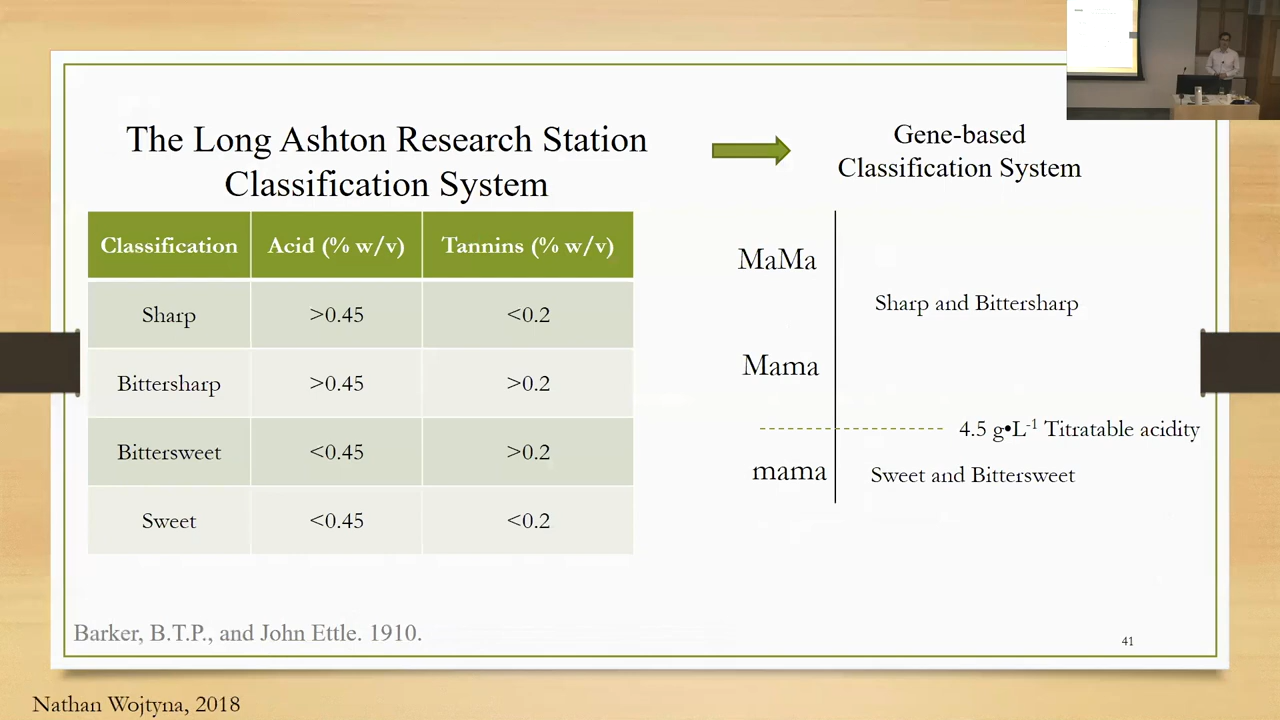 The Long Ashton Research Station
Classification System
Gene-based
Classification System
Classification Acid (% w/v) Tannins (% w/v)
Sharp >0.45 <0.2
Bittersharp >0.45 >0.2
Bittersweet <0.45 >0.2
Sweet <0.45 <0.2
MaMa
Sharp and Bittersharp
Mama
4.5 g•L-1 Titratable acidity
mama
Sweet and Bittersweet
Barker, B.T.P., and John Ettle. 1910.
41
Nathan Wojtyna, 2018